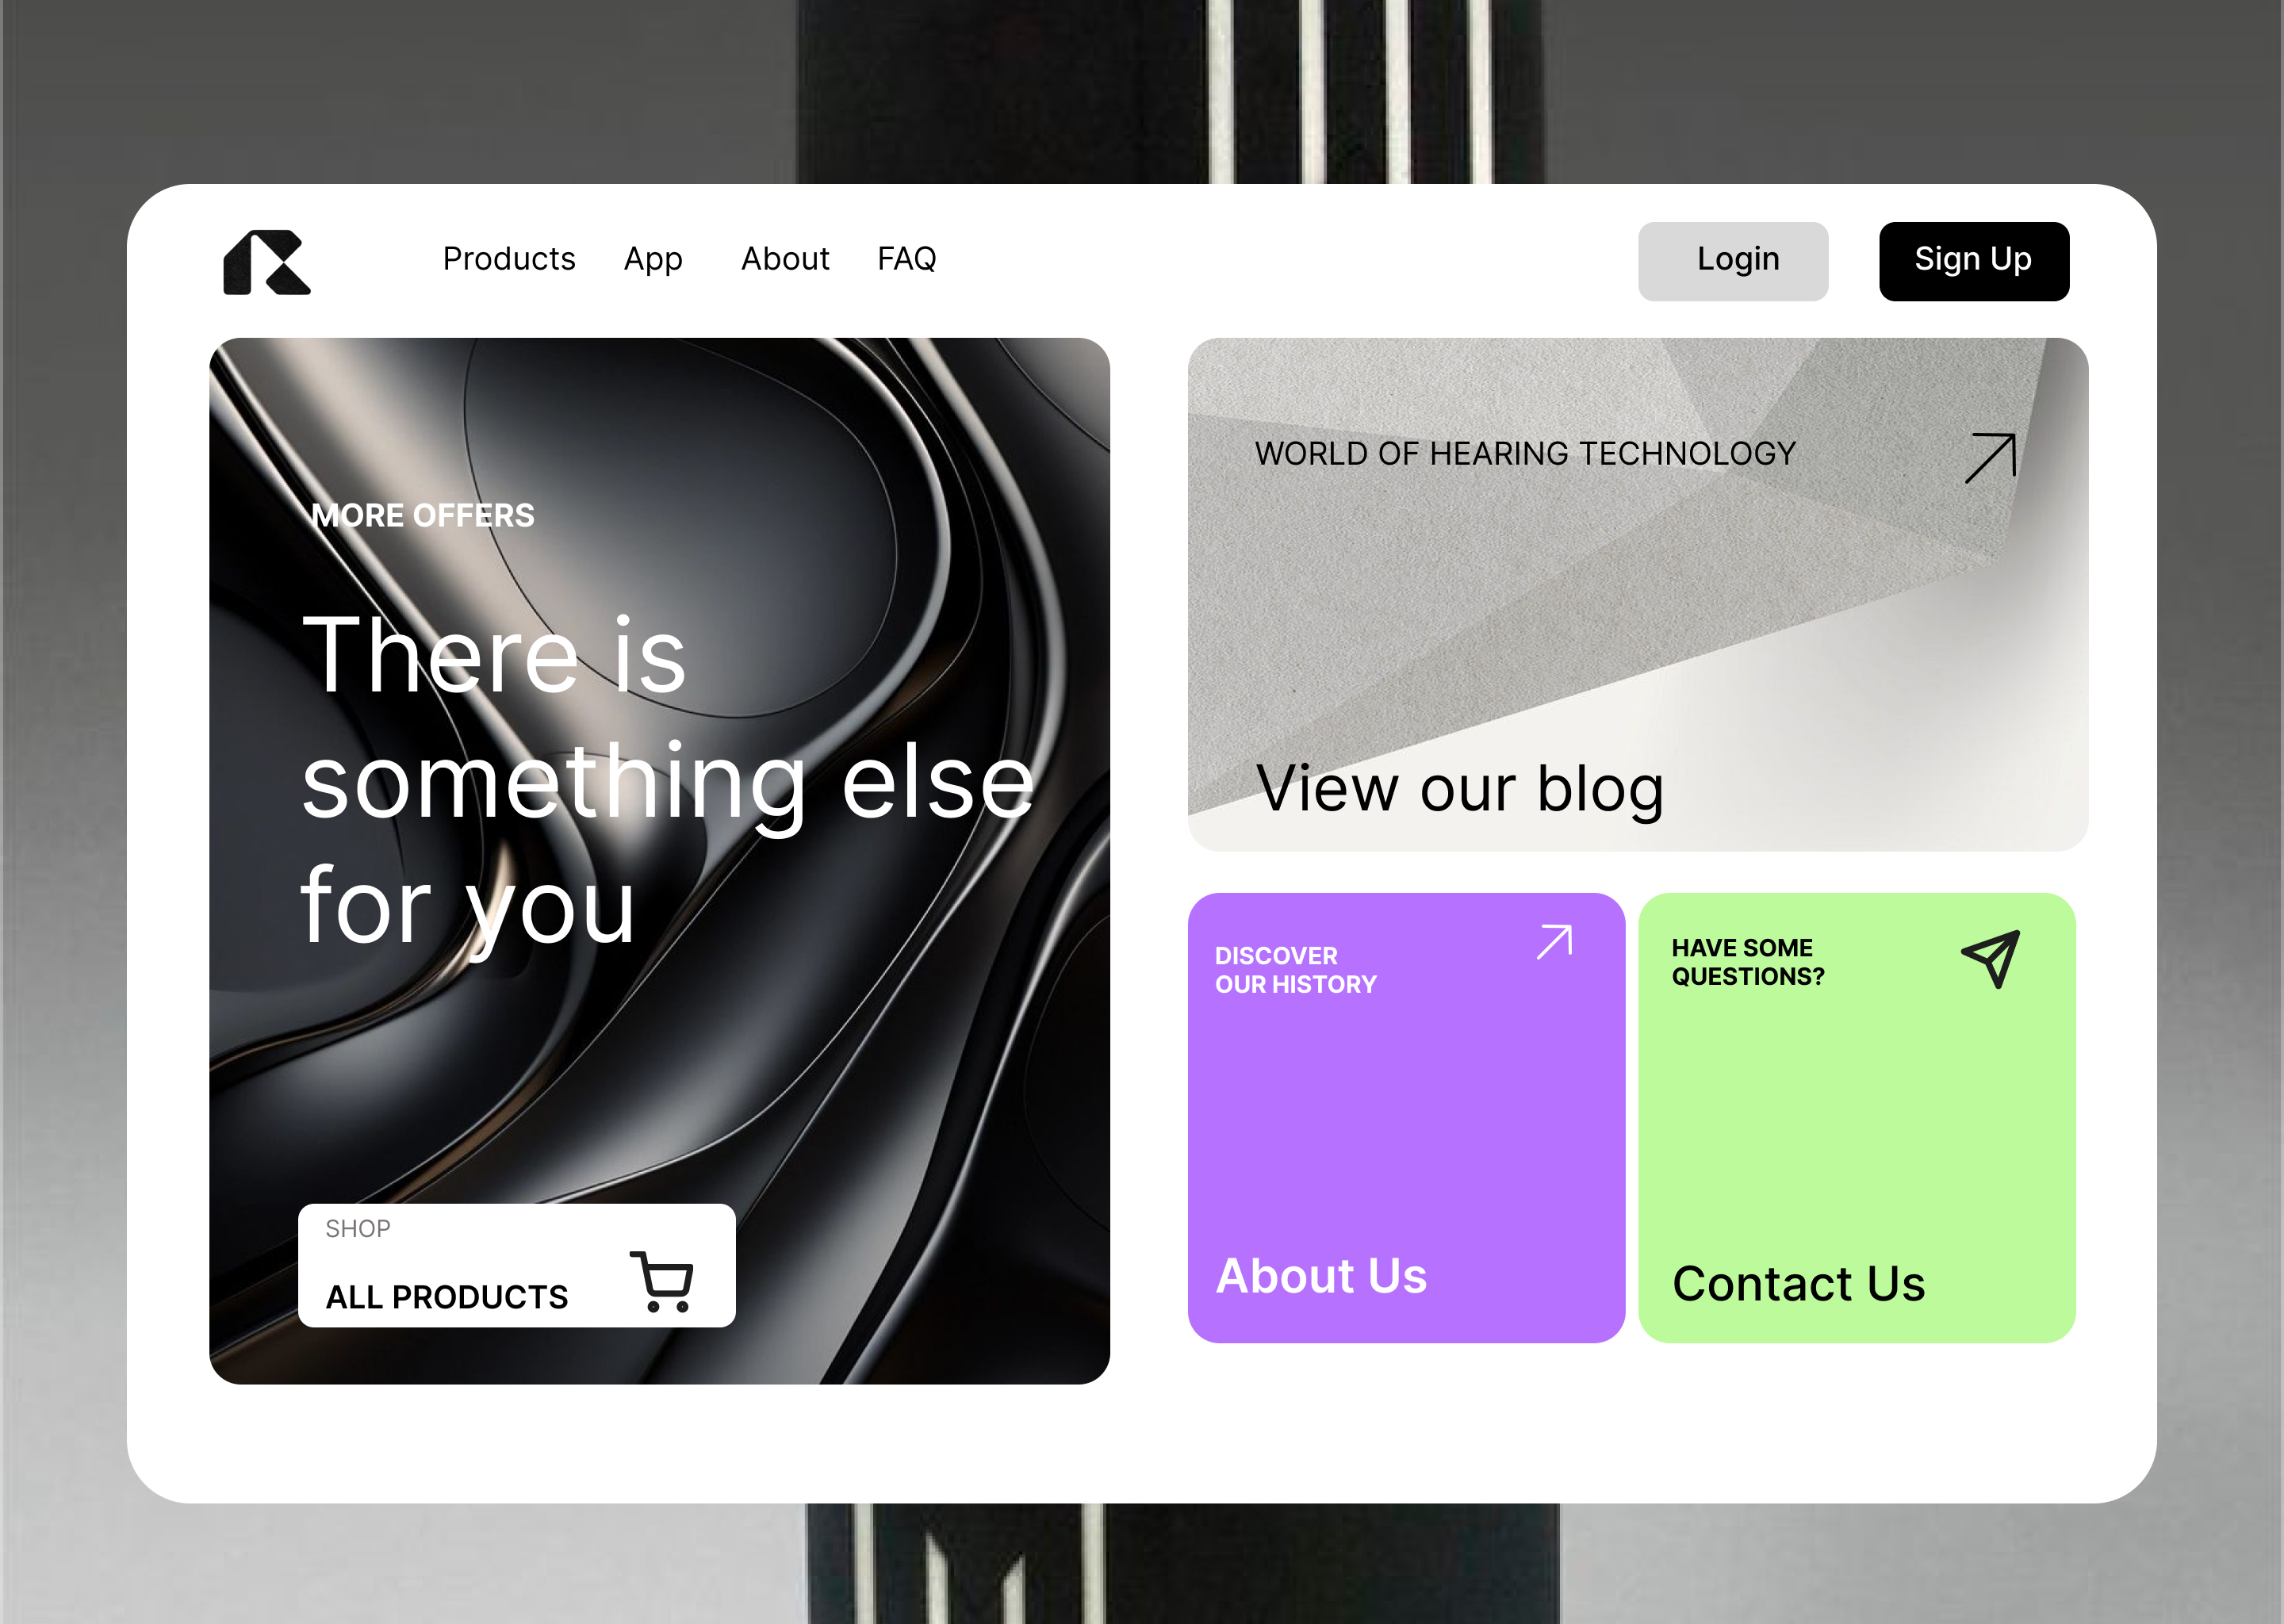 Products App About FAQ
Login Sign Up
MORE OFFERS
There is
something else
for you
SHOP
ALL PRODUCTS
WORLD OF HEARING TECHNOLOGY
View our blog
DISCOVER
OUR HISTORY
About Us
HAVE SOME
QUESTIONS?
Contact Us